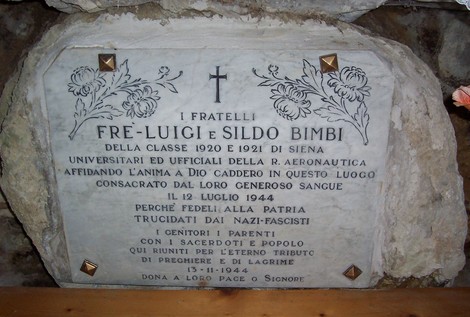 I FRATELLI
FRÈ-LUIGI E SILDO BIMBI
DELLA CLASSE 1920 E 1921 DI SIENA
UNIVERSITARI ED UFFICIALI DELLA R. AERONAUTICA
AFFIDANDO L'ANIMA A DIO CADDERO IN QUESTO LUOGO
CONSACRATO DAL LORO GENEROSO SANGUE
IL 12 LUGLIO 1944
PERCHÈ FEDELI ALLA PATRIA
TRUCIDATI DAI NAZI-FASCISTI
I GENITORI I PARENTI
CON I SACERDOTI E POPOLO
QUI RIUNITI PER L'ETERNO TRIBUTO
DI PREGHIERE E DI LAGRIME
13-11-1944
DONA A LORO PACE O SIGNORE